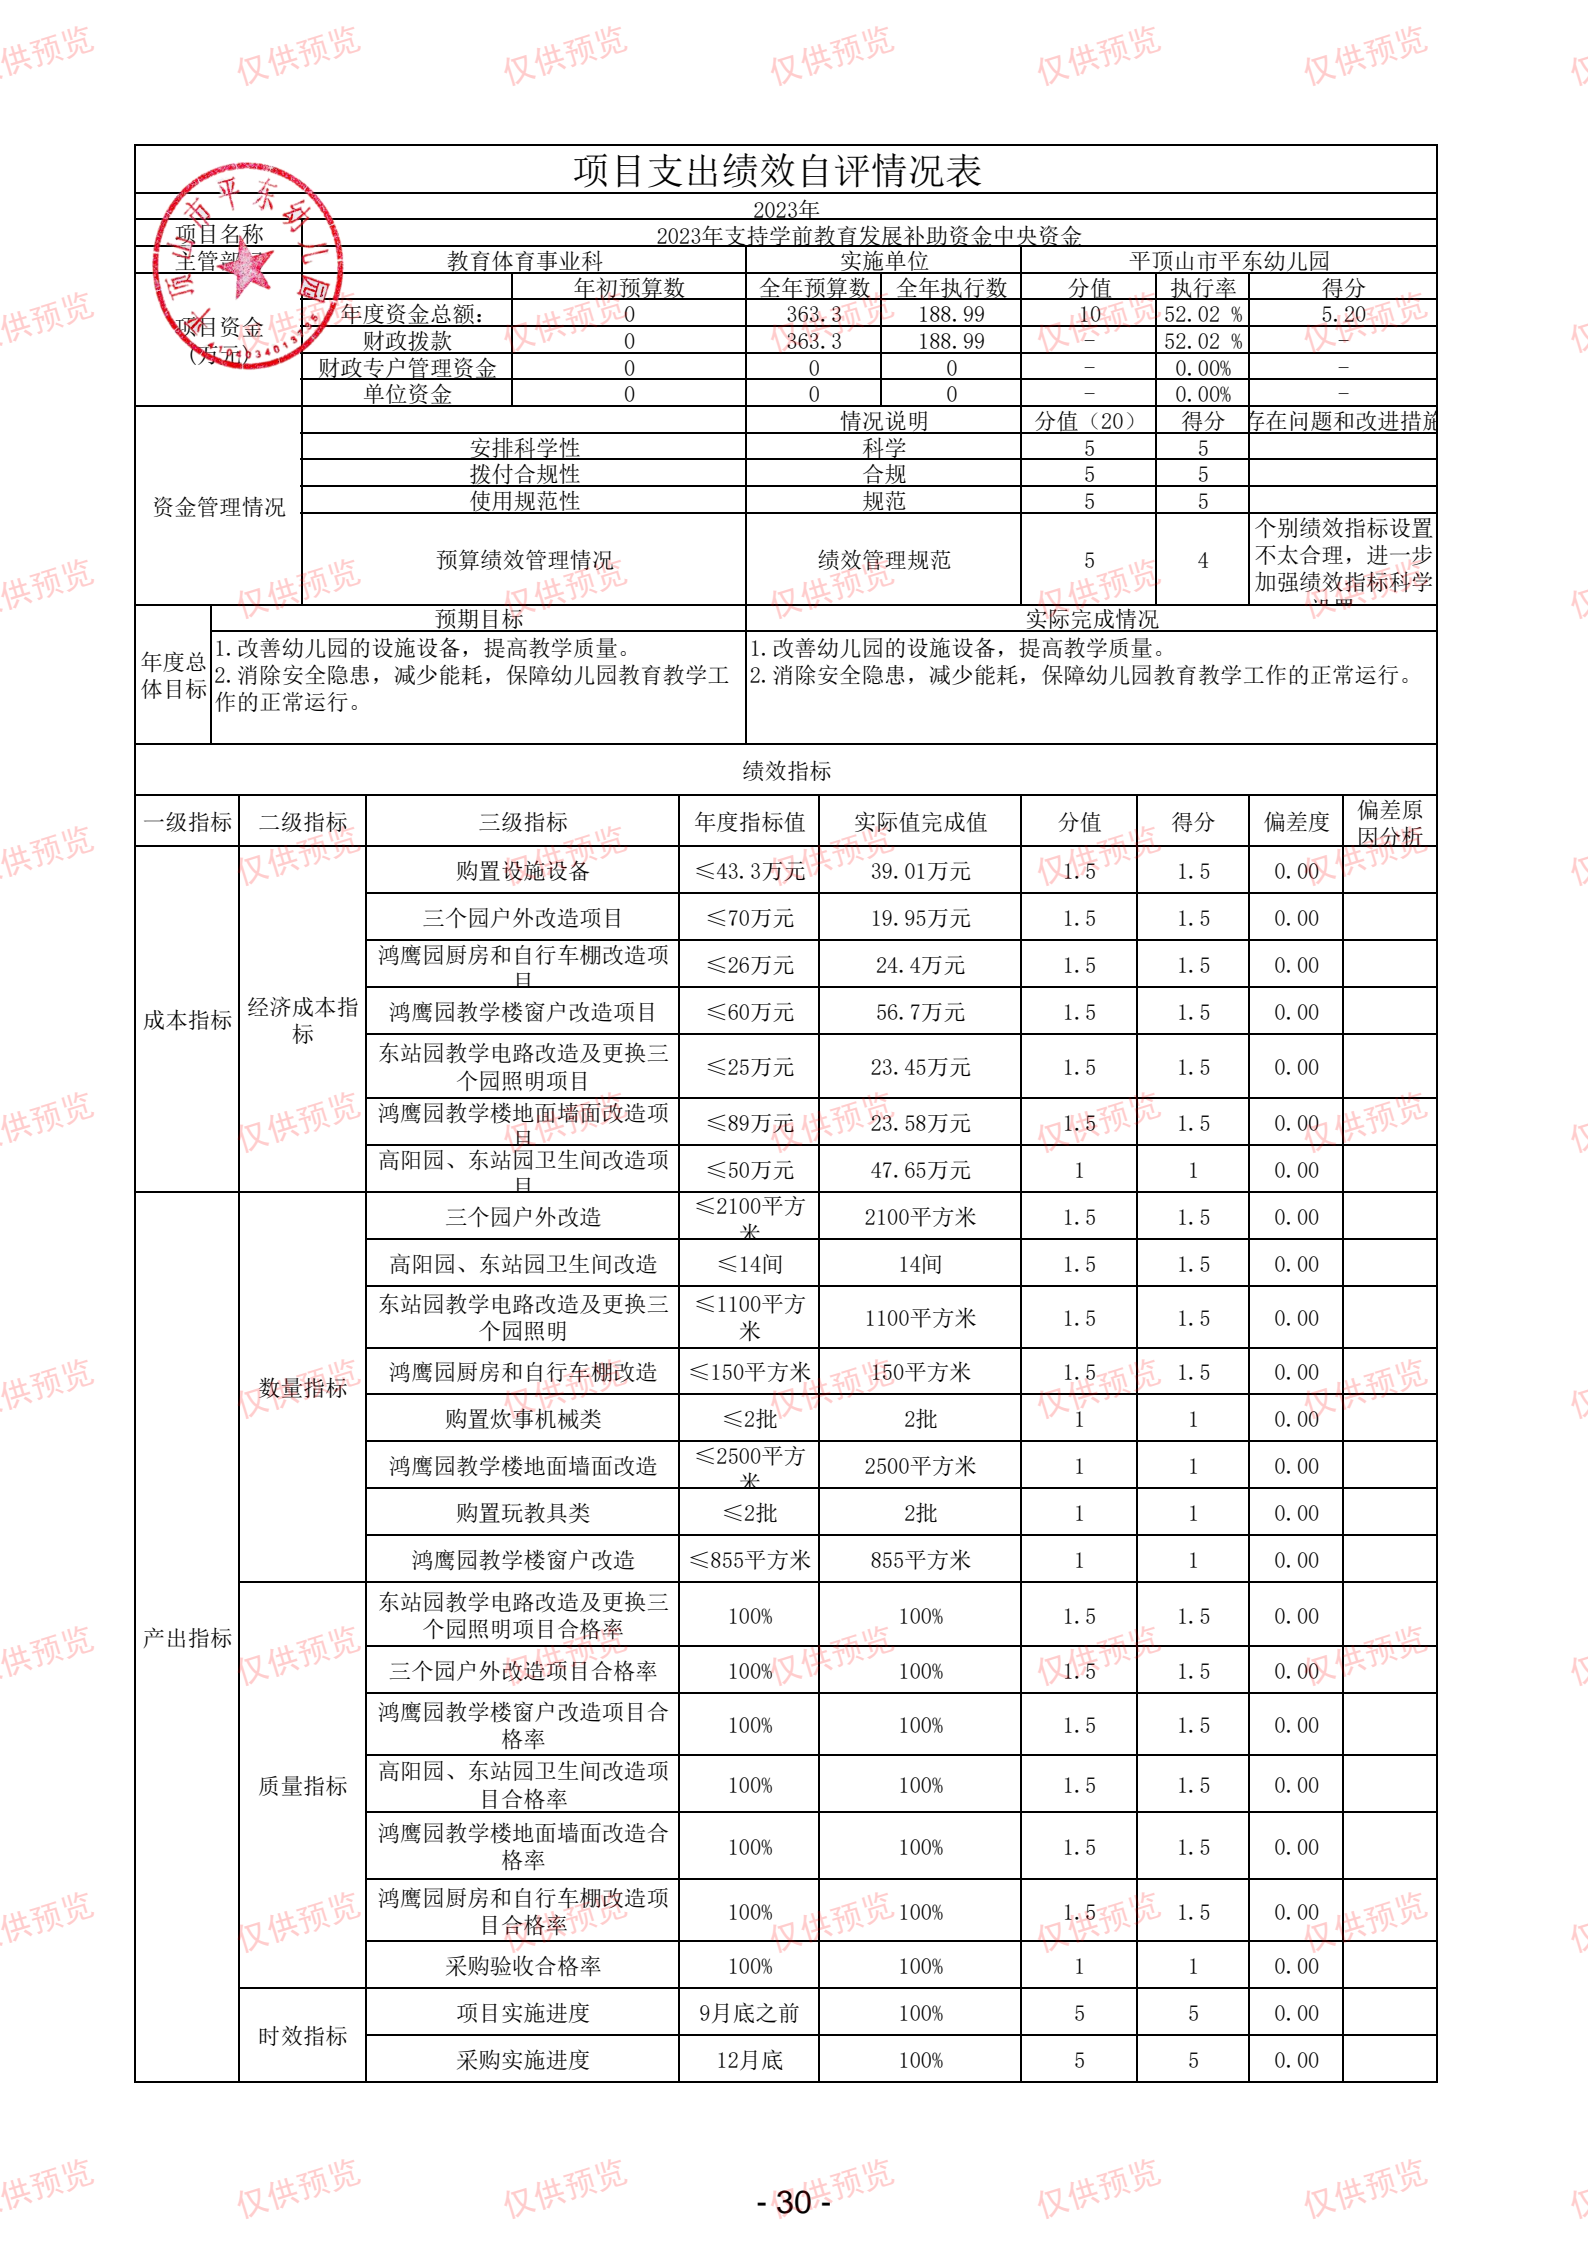 项目支出绩效自评情况表
2023年
项目名称 2023年支持学前教育发展补助资金中央资金
主管部 教育体育事业科 实施单位 平顶山市平东幼儿园
年初预算数 全年预算数 全年执行数 分值 执行率 得分
项目资金
(万元)
年度资金总额: 0 363.3 188.99 10 52.02 % 5.20
财政拨款 0 363.3 188.99 - 52.02 % -
财政专户管理资金 0 0 0 - 0.00% -
单位资金 0 0 0 - 0.00% -
平顶山市平东幼儿园
资金管理情况
情况说明 分值（20） 得分 存在问题和改进措施
安排科学性 科学 5 5
拨付合规性 合规 5 5
使用规范性 规范 5 5
预算绩效管理情况 绩效管理规范 5 4
个别绩效指标设置
不太合理，进一步
加强绩效指标科学
设置
年度总
体目标
预期目标 实际完成情况
1.改善幼儿园的设施设备，提高教学质量。
2.消除安全隐患，减少能耗，保障幼儿园教育教学工
作的正常运行。
1.改善幼儿园的设施设备，提高教学质量。
2.消除安全隐患，减少能耗，保障幼儿园教育教学工作的正常运行。
绩效指标
一级指标 二级指标 三级指标 年度指标值 实际值完成值 分值 得分 偏差度 偏差原
因分析
成本指标
经济成本指
标
购置设施设备 ≤43.3万元 39.01万元 1.5 1.5 0.00
三个园户外改造项目 ≤70万元 19.95万元 1.5 1.5 0.00
鸿鹰园厨房和自行车棚改造项
目 ≤26万元 24.4万元 1.5 1.5 0.00
鸿鹰园教学楼窗户改造项目 ≤60万元 56.7万元 1.5 1.5 0.00
东站园教学电路改造及更换三
个园照明项目 ≤25万元 23.45万元 1.5 1.5 0.00
鸿鹰园教学楼地面墙面改造项
目 ≤89万元 23.58万元 1.5 1.5 0.00
高阳园、东站园卫生间改造项
目 ≤50万元 47.65万元 1 1 0.00
产出指标
数量指标
三个园户外改造 ≤2100平方
米 2100平方米 1.5 1.5 0.00
高阳园、东站园卫生间改造 ≤14间 14间 1.5 1.5 0.00
东站园教学电路改造及更换三
个园照明 ≤1100平方
米 1100平方米 1.5 1.5 0.00
鸿鹰园厨房和自行车棚改造 ≤150平方米 150平方米 1.5 1.5 0.00
购置炊事机械类 ≤2批 2批 1 1 0.00
鸿鹰园教学楼地面墙面改造 ≤2500平方
米 2500平方米 1 1 0.00
购置玩教具类 ≤2批 2批 1 1 0.00
鸿鹰园教学楼窗户改造 ≤855平方米 855平方米 1 1 0.00
质量指标
东站园教学电路改造及更换三
个园照明项目合格率 100% 100% 1.5 1.5 0.00
三个园户外改造项目合格率 100% 100% 1.5 1.5 0.00
鸿鹰园教学楼窗户改造项目合
格率 100% 100% 1.5 1.5 0.00
高阳园、东站园卫生间改造项
目合格率 100% 100% 1.5 1.5 0.00
鸿鹰园教学楼地面墙面改造合
格率 100% 100% 1.5 1.5 0.00
鸿鹰园厨房和自行车棚改造项
目合格率 100% 100% 1.5 1.5 0.00
采购验收合格率 100% 100% 1 1 0.00
时效指标
项目实施进度 9月底之前 100% 5 5 0.00
采购实施进度 12月底 100% 5 5 0.00
- 30 -
仅供预览